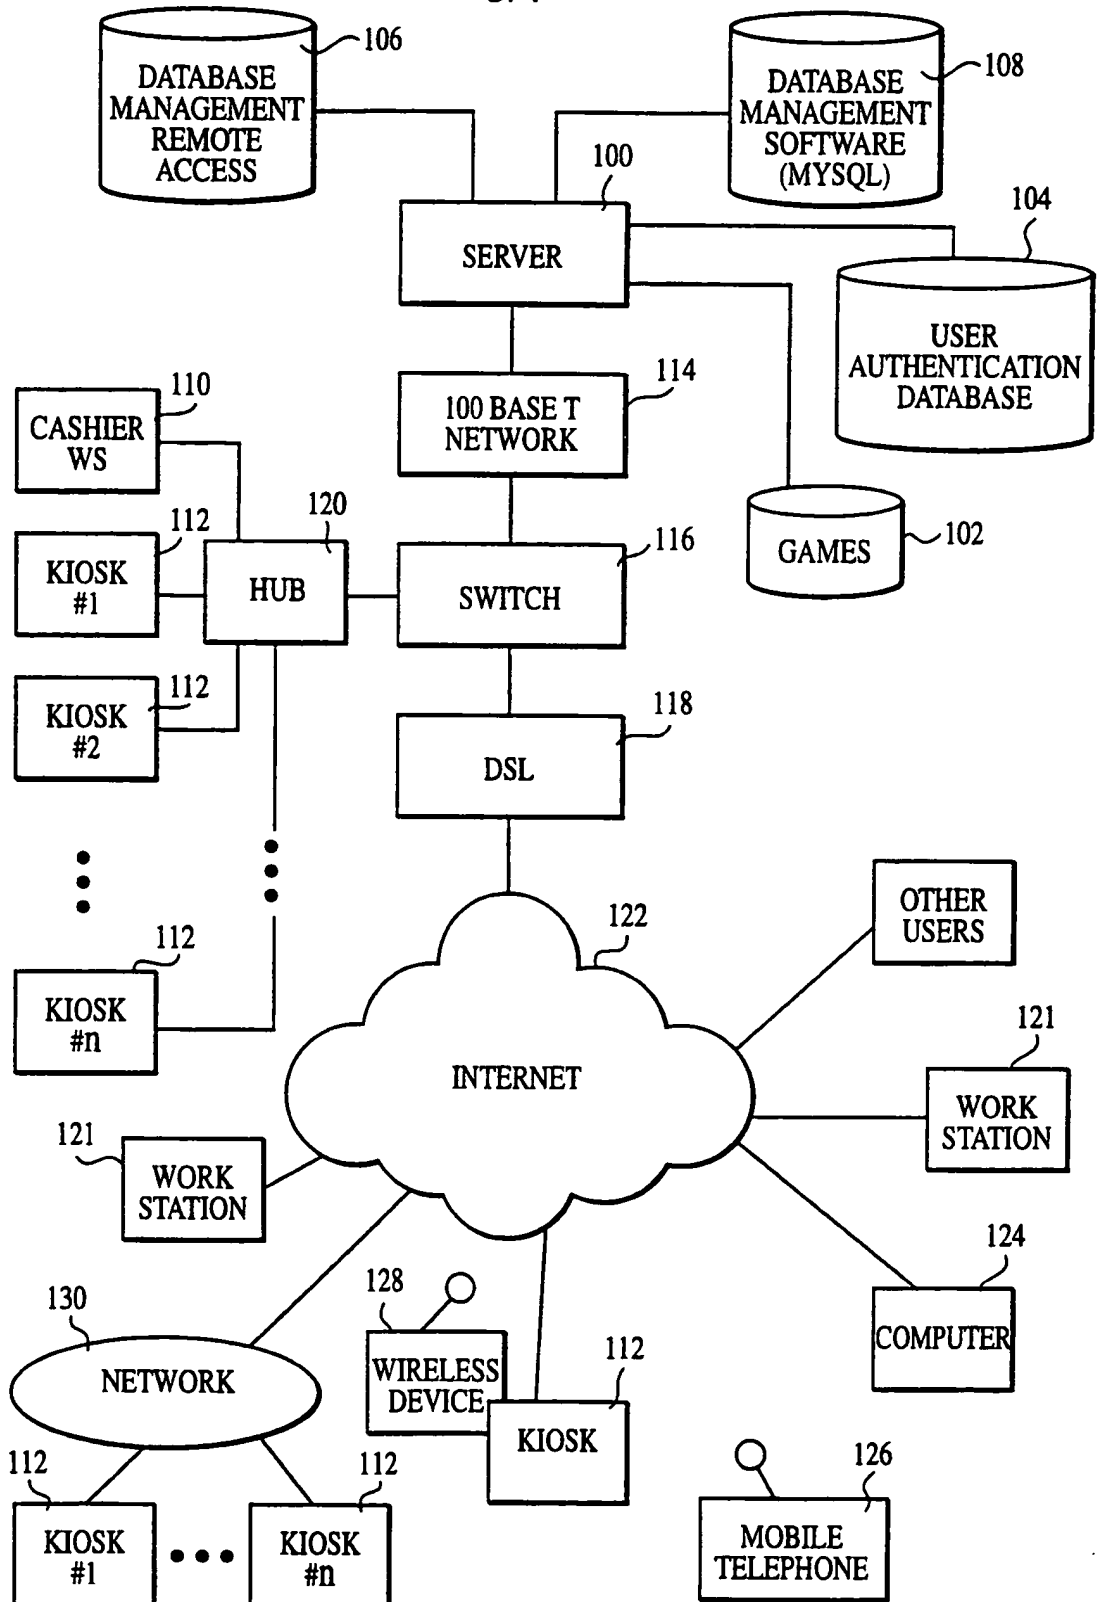 106
DATABASE
MANAGEMENT
REMOTE
ACCESS
108
DATABASE
MANAGEMENT
SOFTWARE
(MYSQL)
100
SERVER
104
USER
AUTHENTICATION
DATABASE
114
100 BASE T
NETWORK
110
CASHIER
WS
102
GAMES
120
HUB
112
KIOSK
#1
116
SWITCH
112
KIOSK
#2
118
DSL
112
KIOSK
#n
122
INTERNET
OTHER
USERS
121
WORK
STATION
121
WORK
STATION
124
COMPUTER
130
NETWORK
128
WIRELESS
DEVICE
112
KIOSK
112
KIOSK
#1
112
KIOSK
#n
126
MOBILE
TELEPHONE